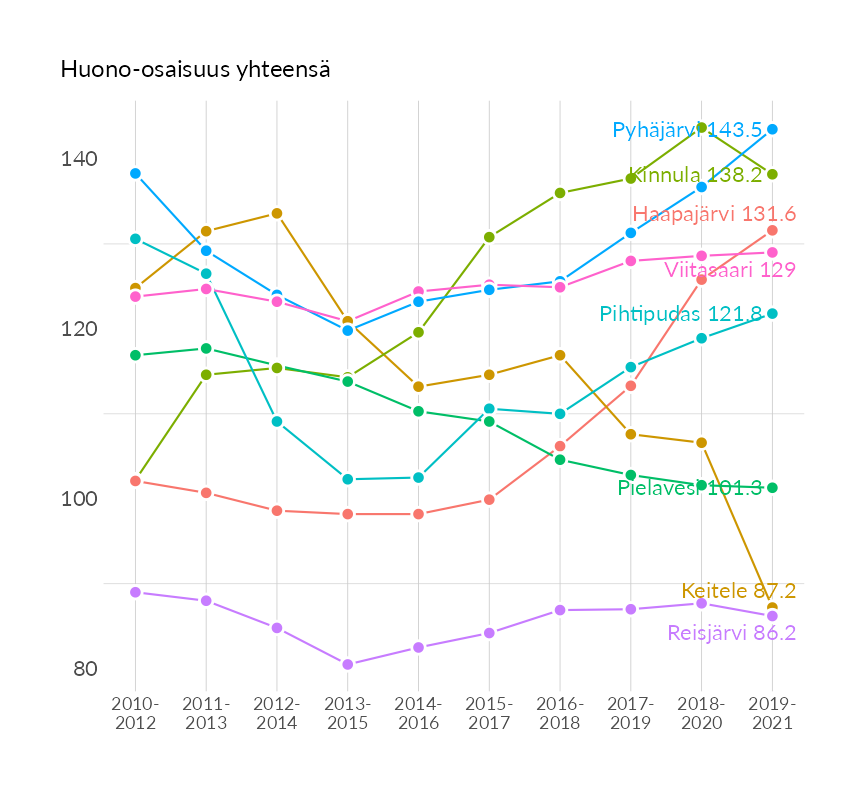 Huono-osaisuus yhteensä
140
120
100
80
Pyhäjärvi 143.5
Kinnula 138.2
Haapajärvi 131.6
Viitasaari 129
Pihtipudas 121.8
Pielavesi 101.3
Keitele 87.2
Reisjärvi 86.2
2010- 2011- 2012- 2013- 2014- 2015- 2016- 2017- 2018- 2019-
2012 2013 2014 2015 2016 2017 2018 2019 2020 2021